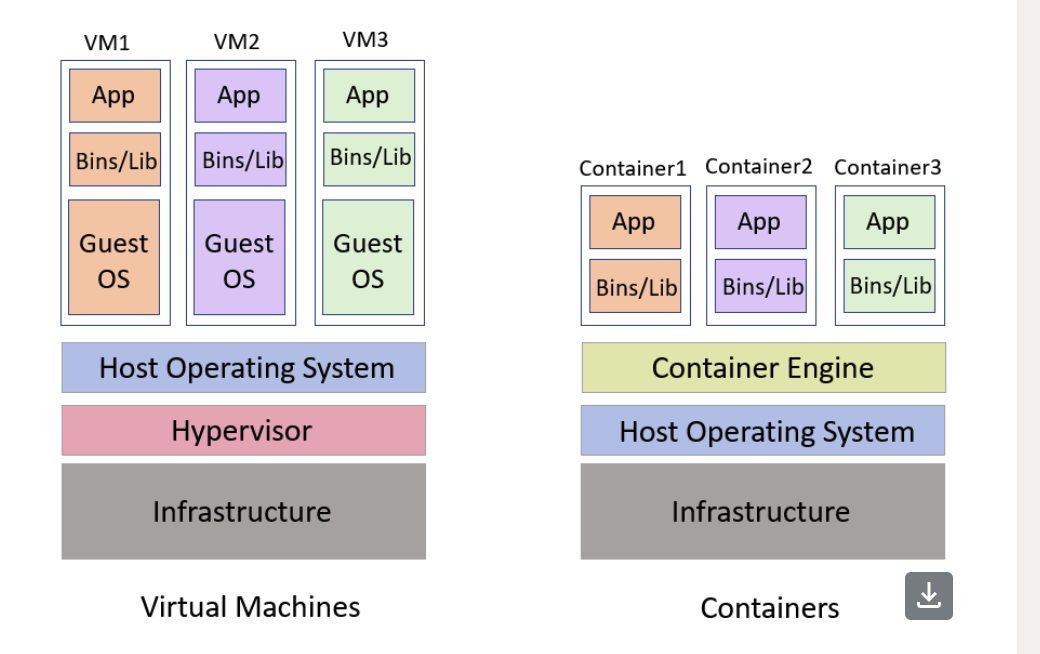 VM1
VM2
VM3
App
App
App
Bins/Lib
Bins/Lib
Bins/Lib
Guest
OS
Guest
OS
Guest
OS
Host Operating System
Hypervisor
Infrastructure
Virtual Machines
Container1
Container2
Container3
App
App
App
Bins/Lib
Bins/Lib
Bins/Lib
Container Engine
Host Operating System
Infrastructure
Containers